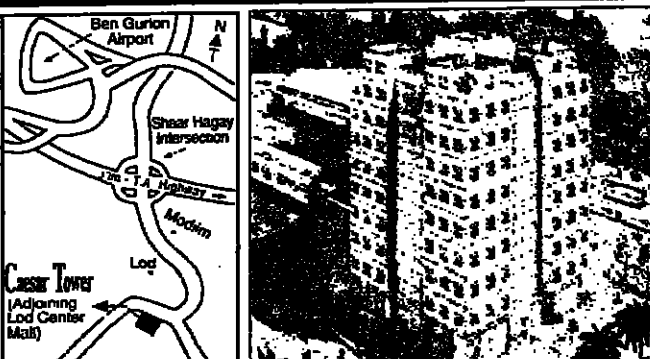 Ben Gurion
Airport
N
Shaar Hagay
Intersection
T.A. Highway
Modiim
Lod
Caesar Tower
(Adjoining
Lod Center
Mall)